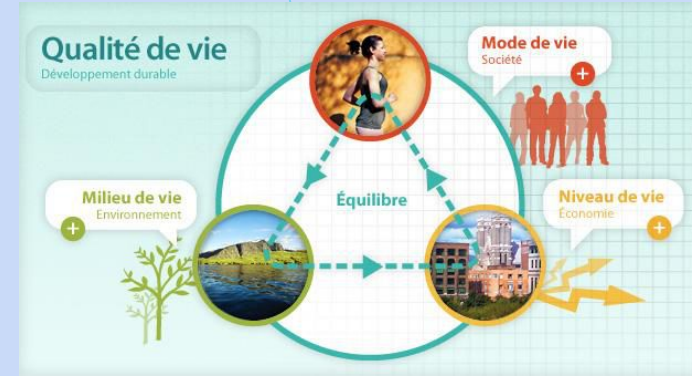 Qualité de vie
Développement durable
Mode de vie
Société
+
Équilibre
Milieu de vie
Environnement
+
Niveau de vie
Économie
+